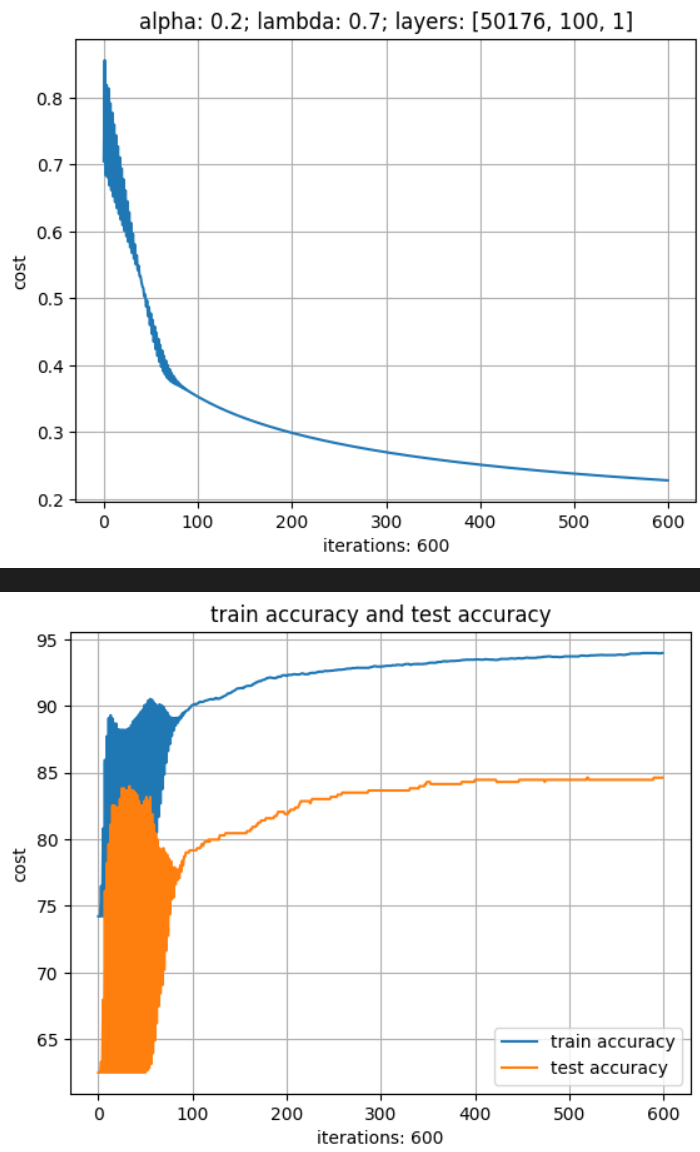 alpha: 0.2; lambda: 0.7; layers: [50176, 100, 1]
0.8
0.7
0.6
0.5
0.4
0.3
0.2
cost
0 100 200 300 400 500 600
iterations: 600
train accuracy and test accuracy
95
90
85
80
75
70
65
cost
train accuracy
test accuracy
0 100 200 300 400 500 600
iterations: 600